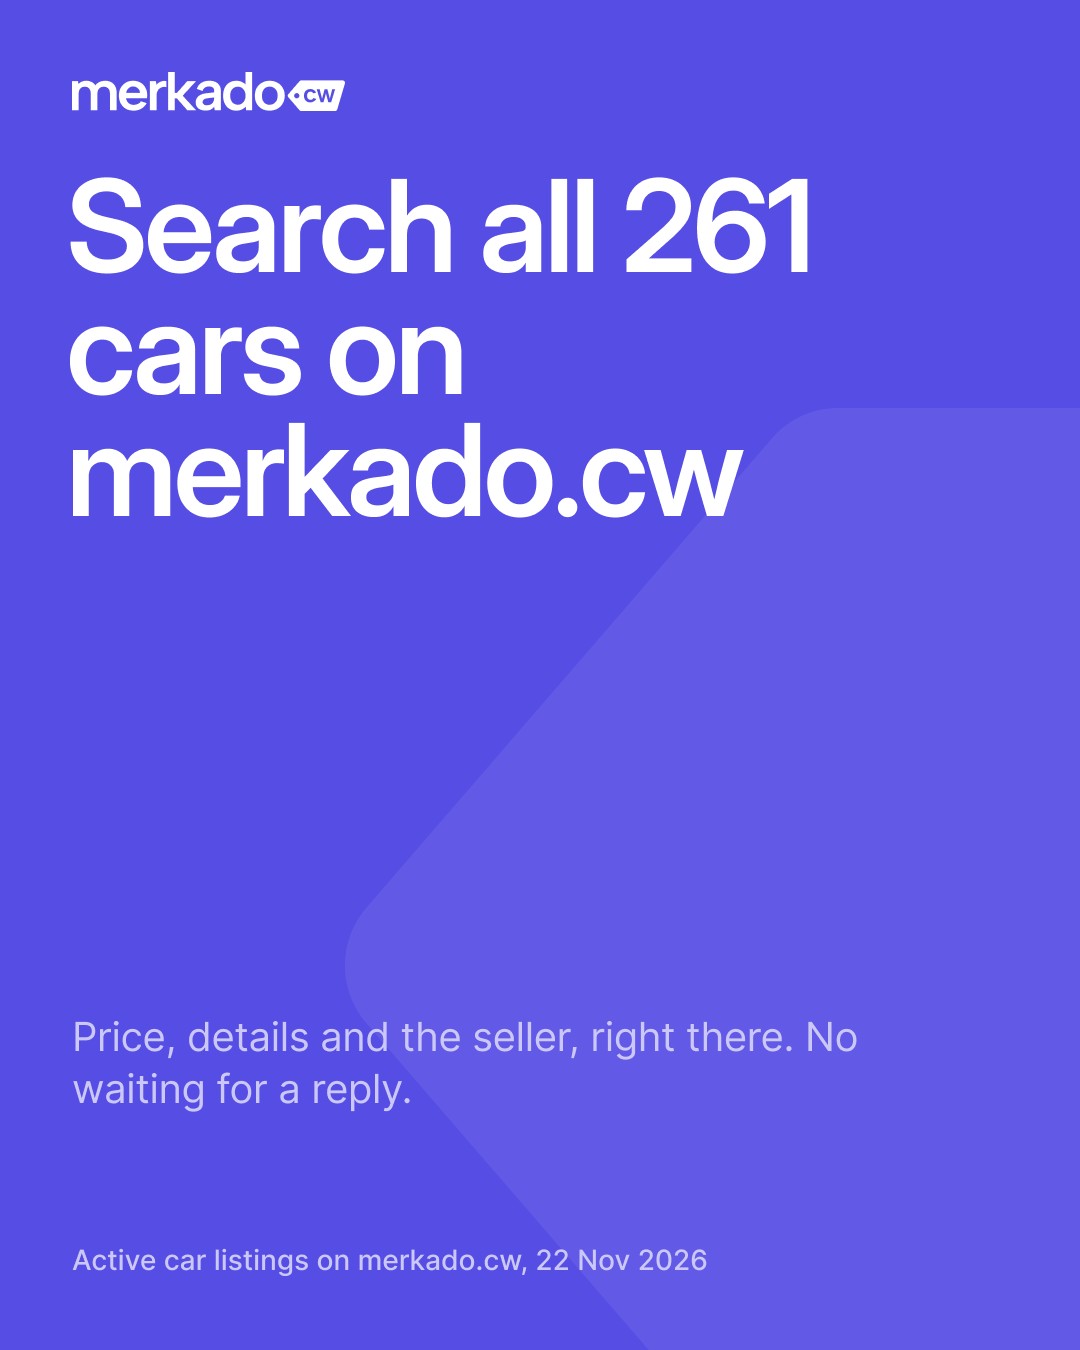 merkado cw
Search all 261
cars on
merkado.cw
Price, details and the seller, right there. No
waiting for a reply.
Active car listings on merkado.cw, 22 Nov 2026